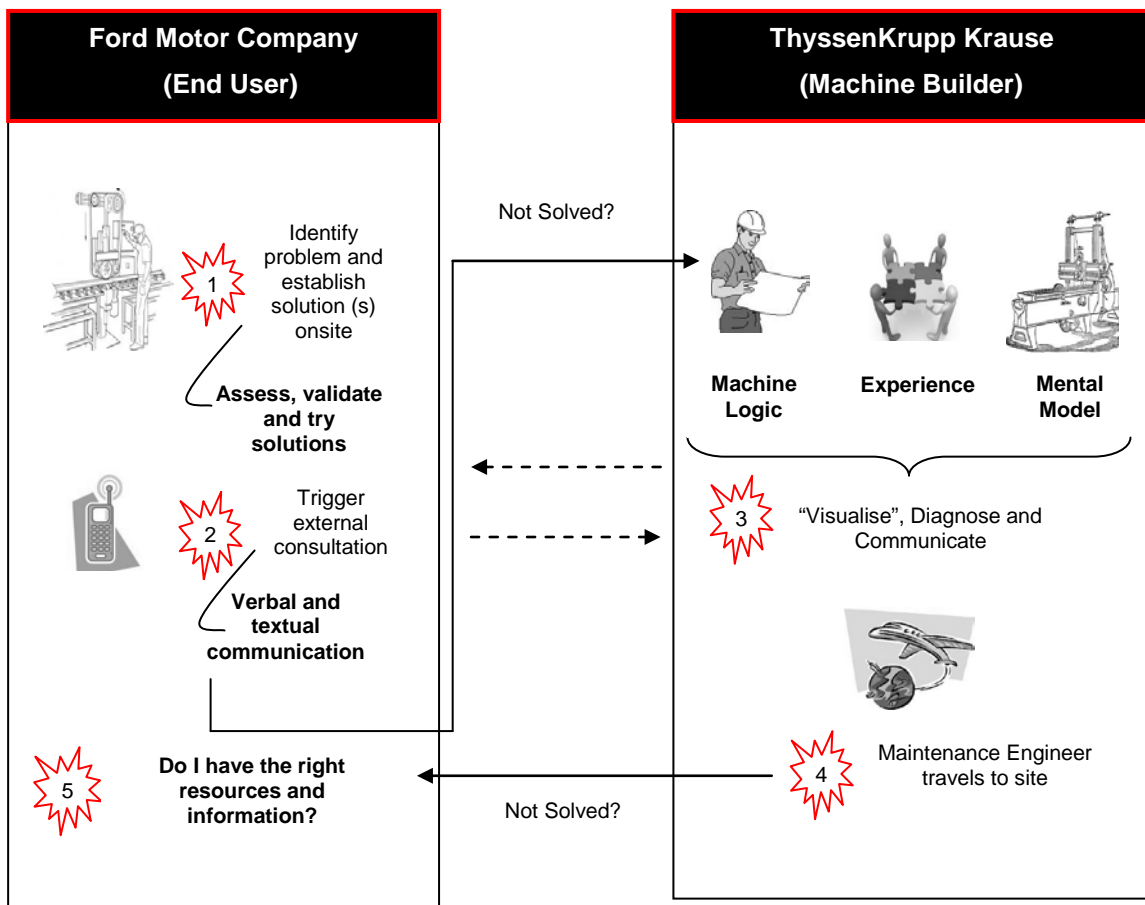 Ford Motor Company
(End User)
ThyssenKrupp Krause
(Machine Builder)
1
Identify
problem and
establish
solution (s)
onsite
Assess, validate
and try
solutions
2
Trigger
external
consultation
Verbal and
textual
communication
5
Do I have the right
resources and
information?
Not Solved?
Not Solved?
Machine
Logic
Experience
Mental
Model
3
“Visualise”, Diagnose and
Communicate
4
Maintenance Engineer
travels to site